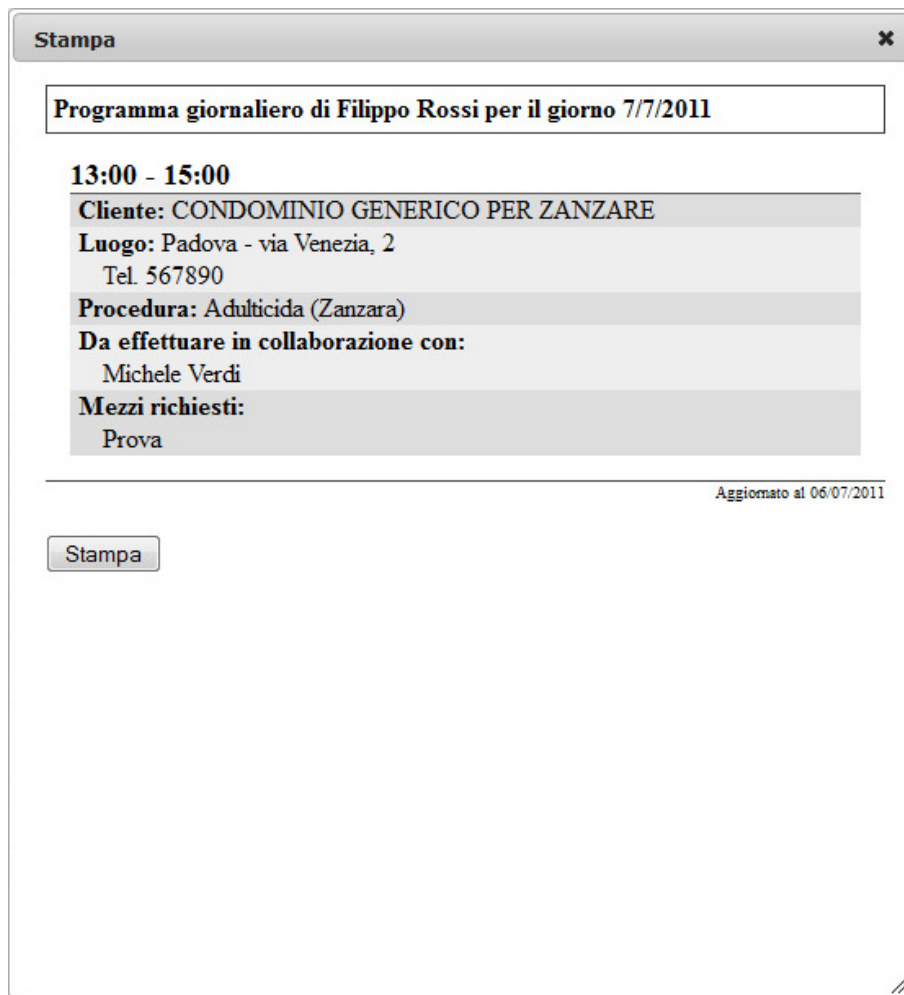 Stampa
Programma giornaliero di Filippo Rossi per il giorno 7/7/2011
13:00 - 15:00
Cliente: CONDOMINIO GENERICO PER ZANZARE
Luogo: Padova - via Venezia, 2
Tel. 567890
Procedura: Adulticida (Zanzara)
Da effettuare in collaborazione con:
Michele Verdi
Mezzi richiesti:
Prova
Aggiornato al 06/07/2011
Stampa